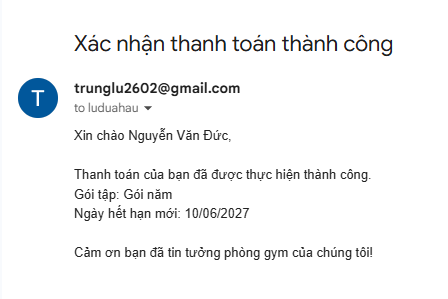 Xác nhận thanh toán thành công
T
trunglu2602@gmail.com
to luduahau
Xin chào Nguyễn Văn Đức,
Thanh toán của bạn đã được thực hiện thành công.
Gói tập: Gói năm
Ngày hết hạn mới: 10/06/2027
Cảm ơn bạn đã tin tưởng phòng gym của chúng tôi!